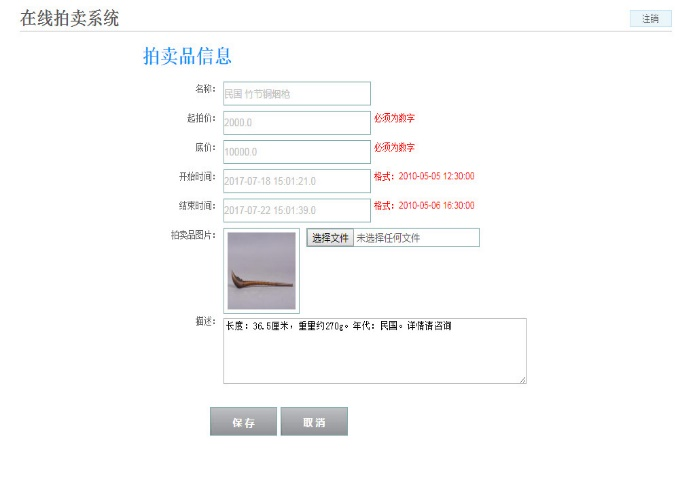 在线拍卖系统
注销
拍卖品信息
名称: 民国 竹节铜烟枪
起拍价: 2000.0 必须为数字
底价: 10000.0 必须为数字
开始时间: 2017-07-18 15:01:21.0 格式: 2010-05-05 12:30:00
结束时间: 2017-07-22 15:01:39.0 格式: 2010-05-06 16:30:00
拍卖品图片: 选择文件 未选择任何文件
描述: 长度: 36.5厘米, 重量约270g。年代: 民国。详情请咨询
保存 取消